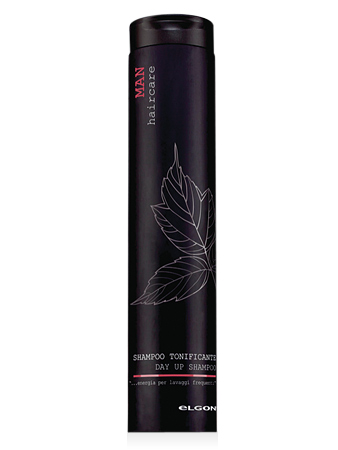 MAN
haircare
SHAMPOO TONIFICANTE
DAY UP SHAMPOO
"...energia per lavaggi frequenti"
eLGON